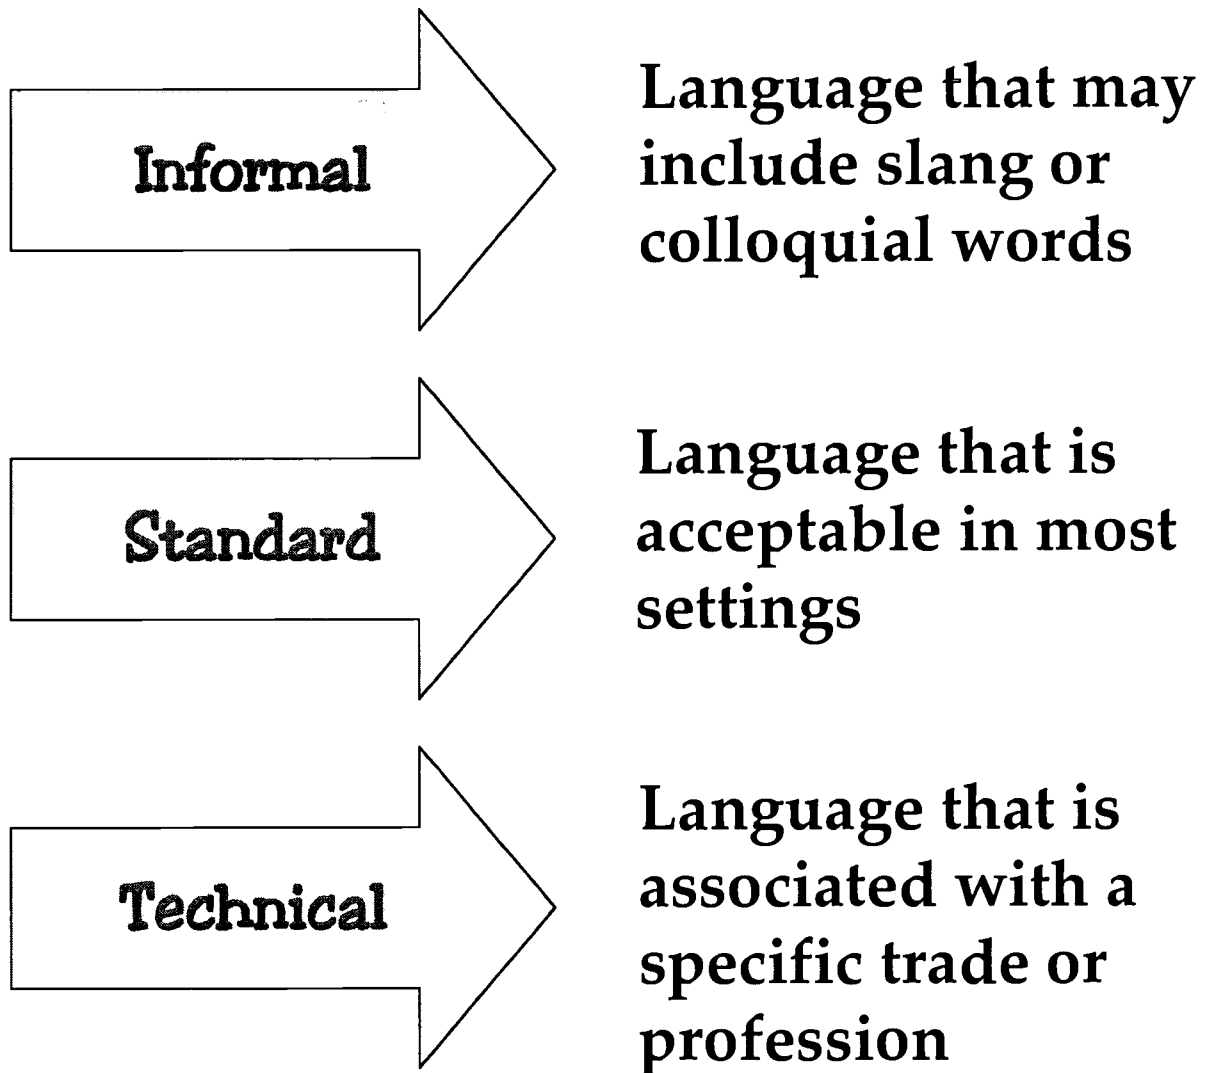 Informal
Language that may
include slang or
colloquial words
Standard
Language that is
acceptable in most
settings
Technical
Language that is
associated with a
specific trade or
profession